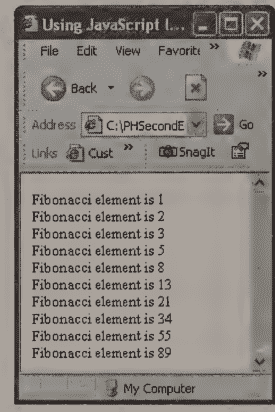 Using JavaScript I...
File Edit View Favorite »
Back »
Address C:\PHSecondE Go
Links Cust » SnagIt
Fibonacci element is 1
Fibonacci element is 2
Fibonacci element is 3
Fibonacci element is 5
Fibonacci element is 8
Fibonacci element is 13
Fibonacci element is 21
Fibonacci element is 34
Fibonacci element is 55
Fibonacci element is 89
My Computer